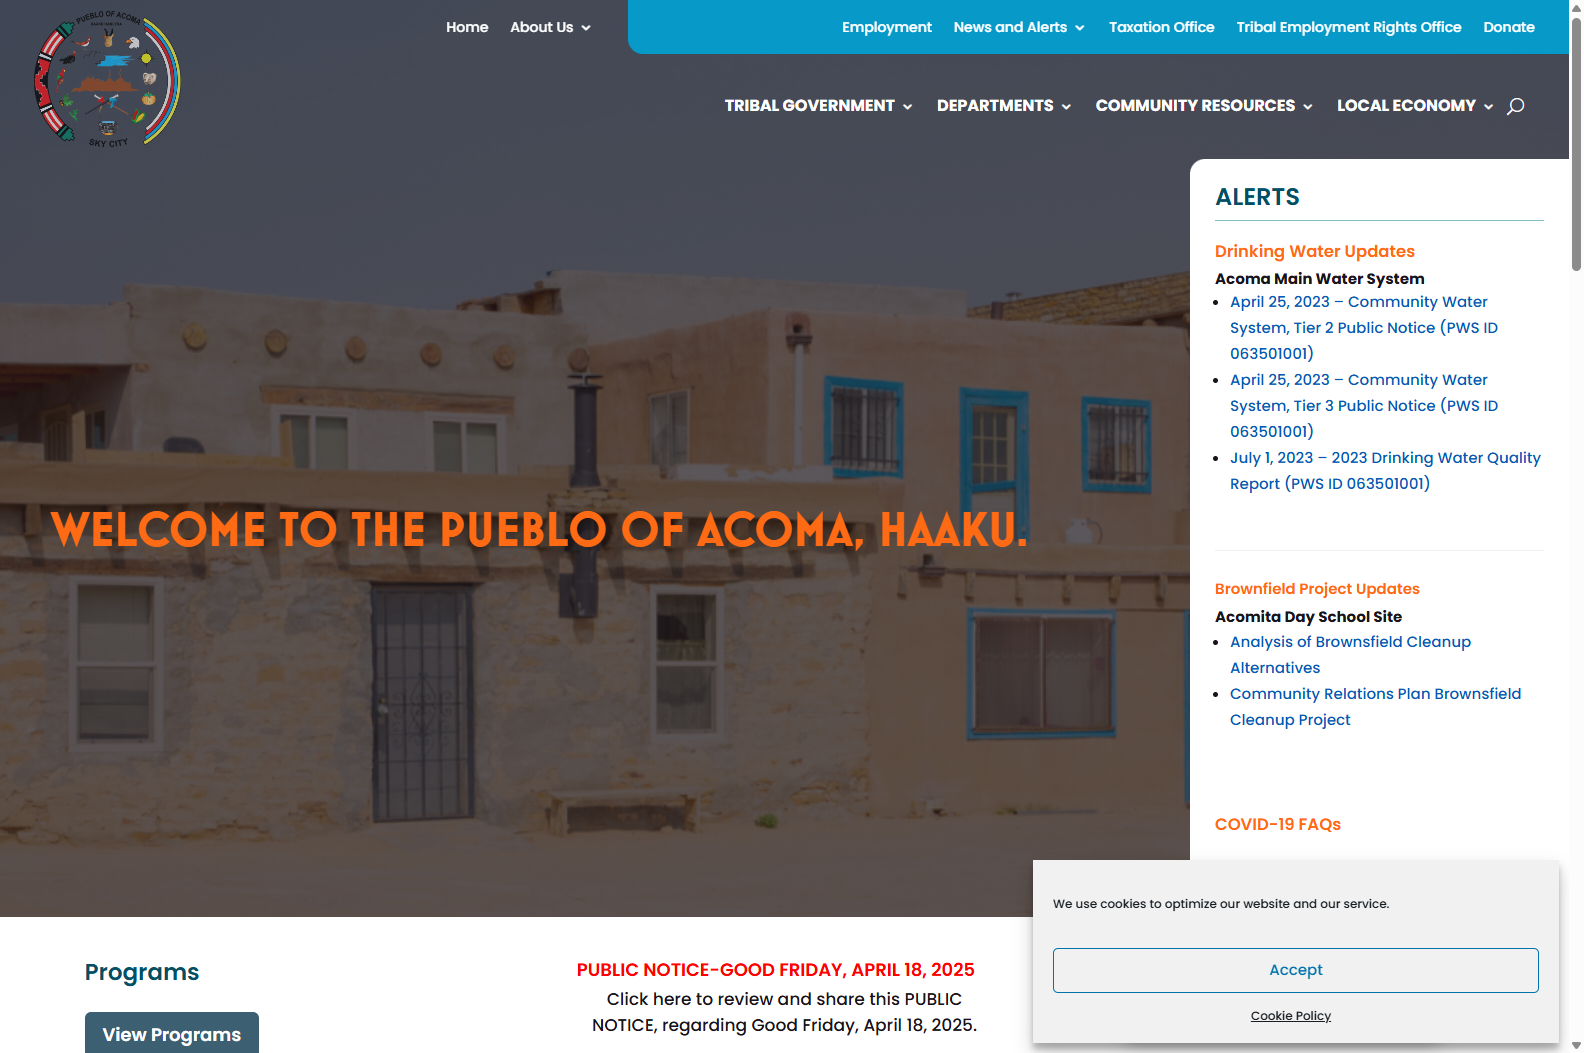 PUEBLO OF ACOMA
SKY CITY
Home
About Us
Employment
News and Alerts
Taxation Office
Tribal Employment Rights Office
Donate
TRIBAL GOVERNMENT
DEPARTMENTS
COMMUNITY RESOURCES
LOCAL ECONOMY
WELCOME TO THE PUEBLO OF ACOMA, HAAKU.
ALERTS
Drinking Water Updates
Acoma Main Water System
April 25, 2023 – Community Water
System, Tier 2 Public Notice (PWS ID
063501001)
April 25, 2023 – Community Water
System, Tier 3 Public Notice (PWS ID
063501001)
July 1, 2023 – 2023 Drinking Water Quality
Report (PWS ID 063501001)
Brownfield Project Updates
Acomita Day School Site
Analysis of Brownsfield Cleanup
Alternatives
Community Relations Plan Brownsfield
Cleanup Project
COVID-19 FAQs
Programs
View Programs
PUBLIC NOTICE-GOOD FRIDAY, APRIL 18, 2025
Click here to review and share this PUBLIC
NOTICE, regarding Good Friday, April 18, 2025.
We use cookies to optimize our website and our service.
Accept
Cookie Policy